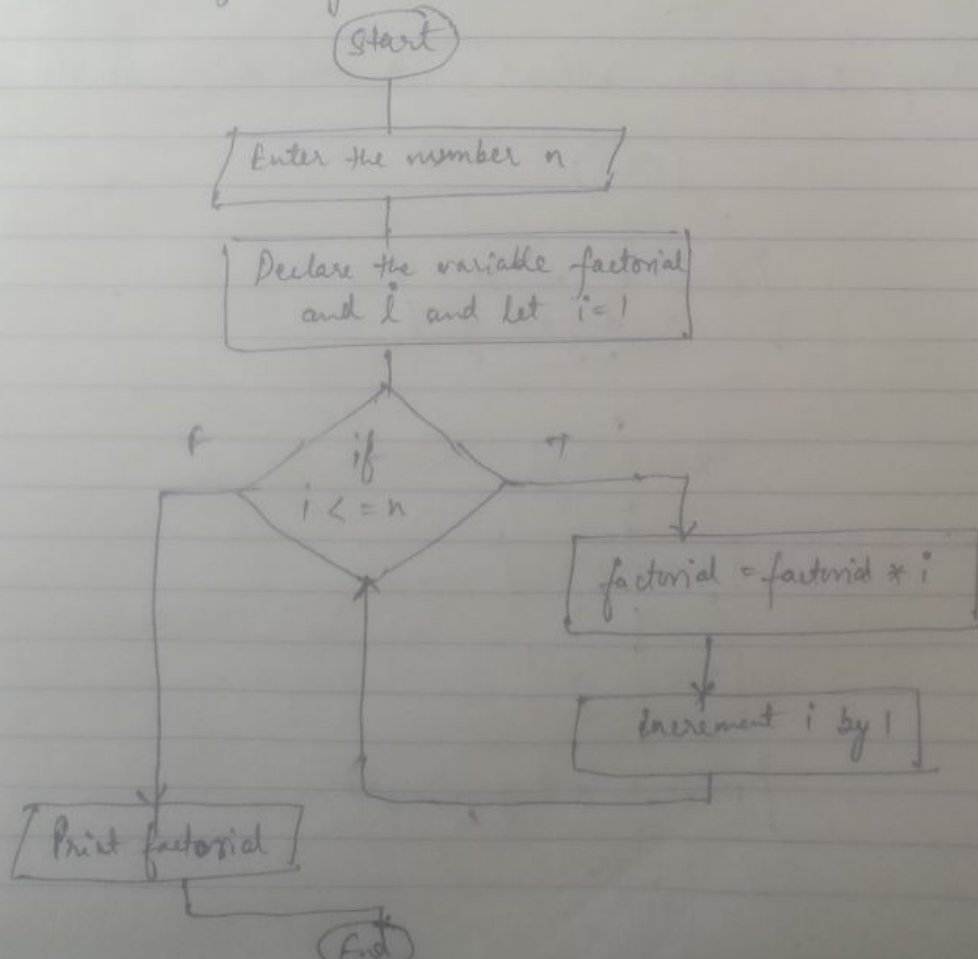 Start
Enter the number n
Declare the variable factorial
and i and let i=1
F
if
T
i <= n
factorial = factorial * i
increment i by 1
Print factorial
End